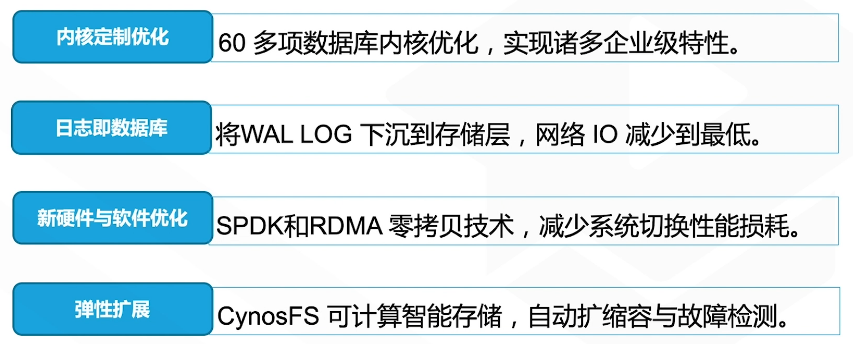 内核定制优化
60 多项数据库内核优化，实现诸多企业级特性。
日志即数据库
将WAL LOG 下沉到存储层，网络 IO 减少到最低。
新硬件与软件优化
SPDK和RDMA 零拷贝技术，减少系统切换性能损耗。
弹性扩展
CynosFS 可计算智能存储，自动扩缩容与故障检测。